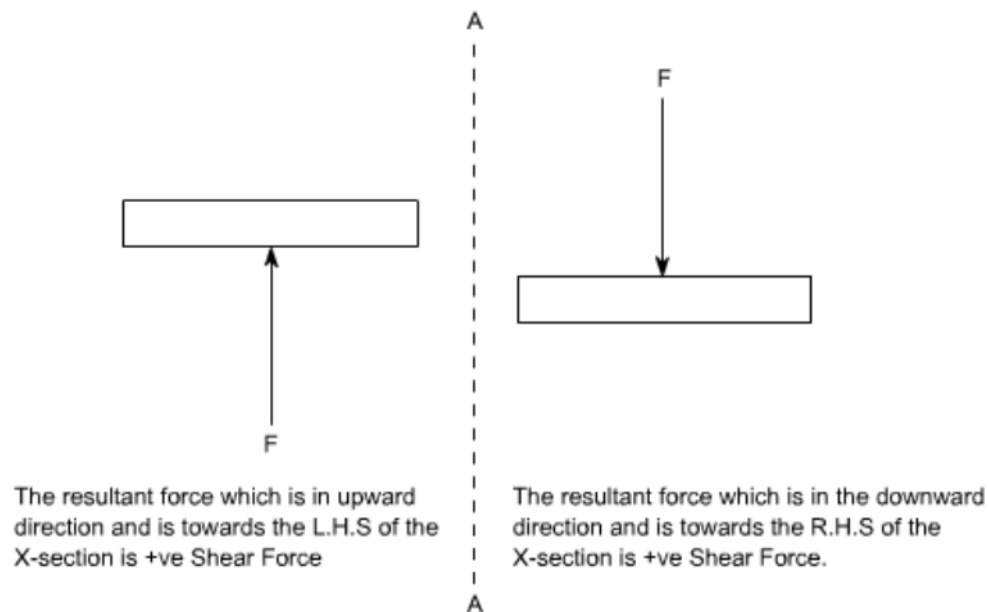 A
F
F
The resultant force which is in upward
direction and is towards the L.H.S of the
X-section is +ve Shear Force
The resultant force which is in the downward
direction and is towards the R.H.S of the
X-section is +ve Shear Force.
A